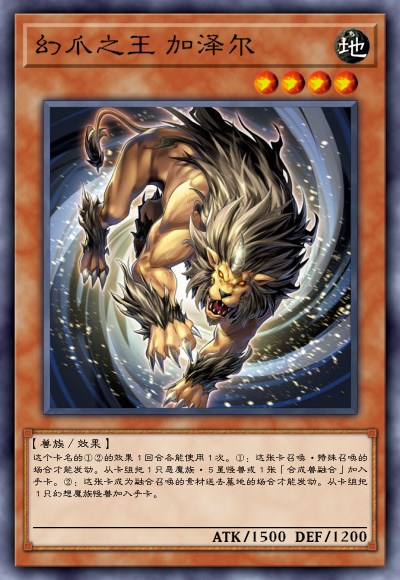 幻爪之王 加泽尔
地
【兽族／效果】
这个卡名的①②的效果1回合各能使用1次。①：这张卡召唤·特殊召唤的
场合才能发动。从卡组把1只恶魔族·5星怪兽或1张「合成兽融合」加入
手卡。②：这张卡成为融合召唤的素材送去墓地的场合才能发动。从卡组把
1只幻想魔族怪兽加入手卡。
ATK/1500 DEF/1200